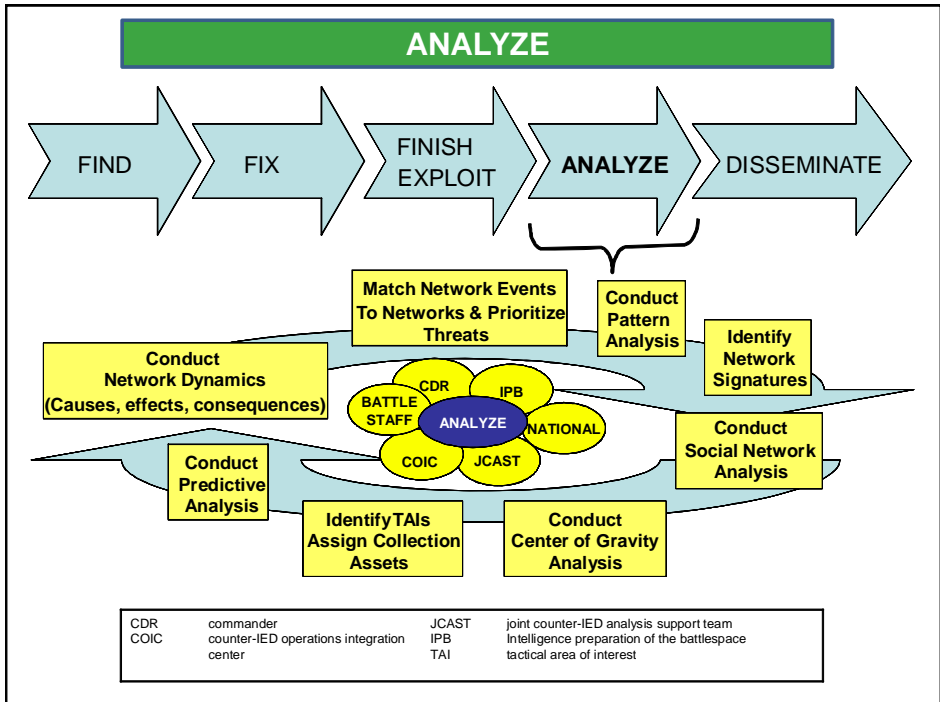 ANALYZE
FIND
FIX
FINISH
EXPLOIT
ANALYZE
DISSEMINATE
Match Network Events
To Networks & Prioritize
Threats
Conduct
Pattern
Analysis
Identify
Network
Signatures
Conduct
Network Dynamics
(Causes, effects, consequences)
CDR
IPB
BATTLE
STAFF
ANALYZE
NATIONAL
COIC
JCAST
Conduct
Social Network
Analysis
Conduct
Predictive
Analysis
IdentifyTAIs
Assign Collection
Assets
Conduct
Center of Gravity
Analysis
CDR commander
COIC counter-IED operations integration
center
JCAST joint counter-IED analysis support team
IPB Intelligence preparation of the battlespace
TAI tactical area of interest